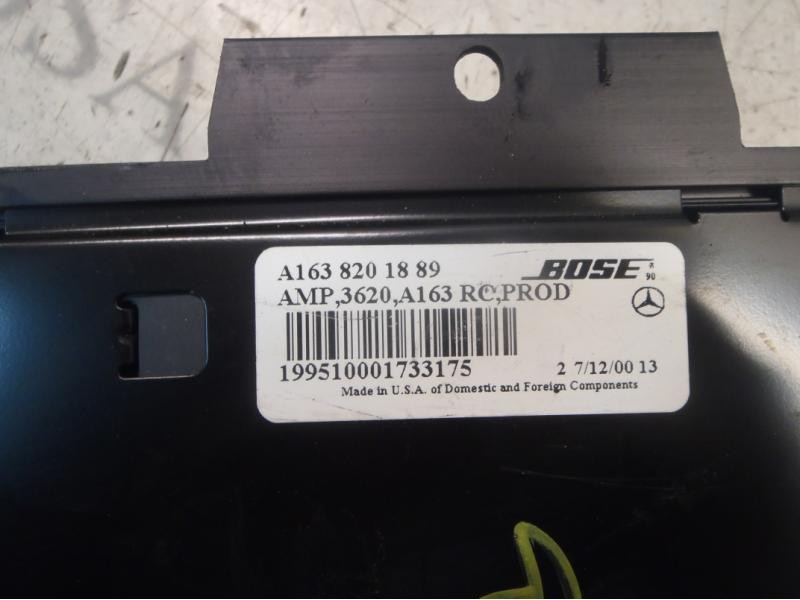 A163 820 18 89
BOSE ®
90
AMP,3620,A163 RC,PROD
199510001733175
2 7/12/00 13
Made in U.S.A. of Domestic and Foreign Components